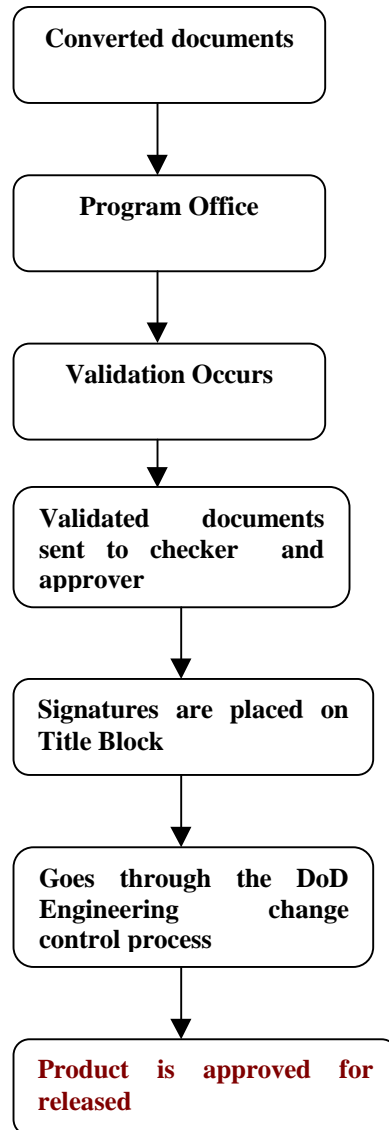 Converted documents
Program Office
Validation Occurs
Validated documents
sent to checker and
approver
Signatures are placed on
Title Block
Goes through the DoD
Engineering change
control process
Product is approved for
released